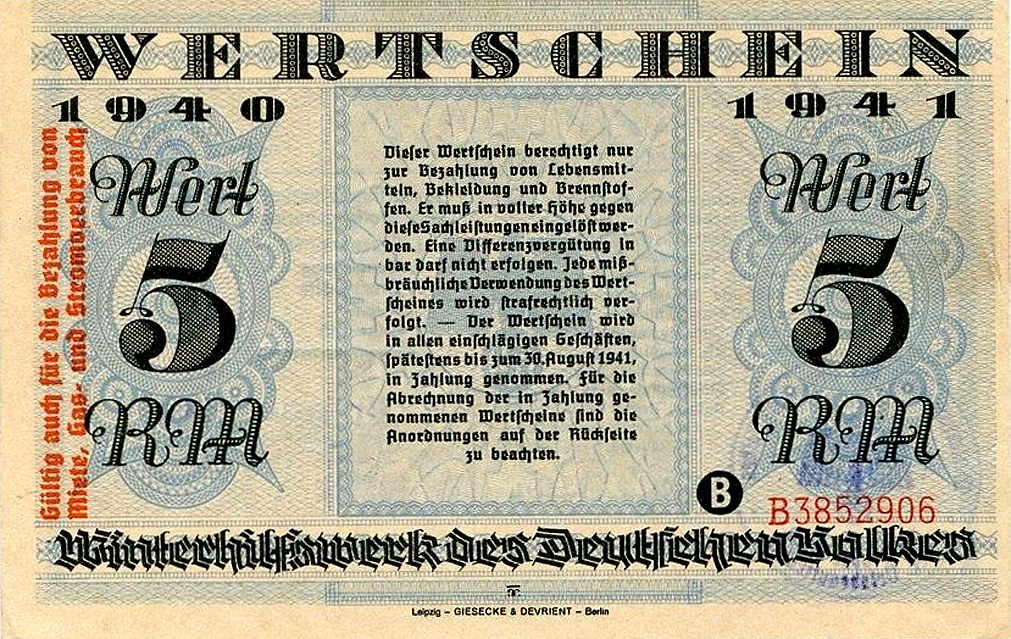 WERTSCHEIN
1940 1941
Gültig auch für die Bezahlung von
Miete, Gas- und Stromverbrauch
Wert
5
RM
Dieser Wertschein berechtigt nur
zur Bezahlung von Lebensmit-
teln, Bekleidung und Brennstof-
fen. Er muß in voller Höhe gegen
diese Sachleistungen eingelöst wer-
den. Eine Differenzvergütung in
bar darf nicht erfolgen. Jede miß-
bräuchliche Verwendung des Wert-
scheines wird strafrechtlich ver-
folgt. — Der Wertschein wird
in allen einschlägigen Geschäften,
spätestens bis zum 30. August 1941,
in Zahlung genommen. Für die
Abrechnung der in Zahlung ge-
nommenen Wertscheine sind die
Anordnungen auf der Rückseite
zu beachten.
Wert
5
RM
B
B3852906
Winterhilfswerk des Deutschen Volkes
Leipzig – GIESECKE & DEVRIENT – Berlin